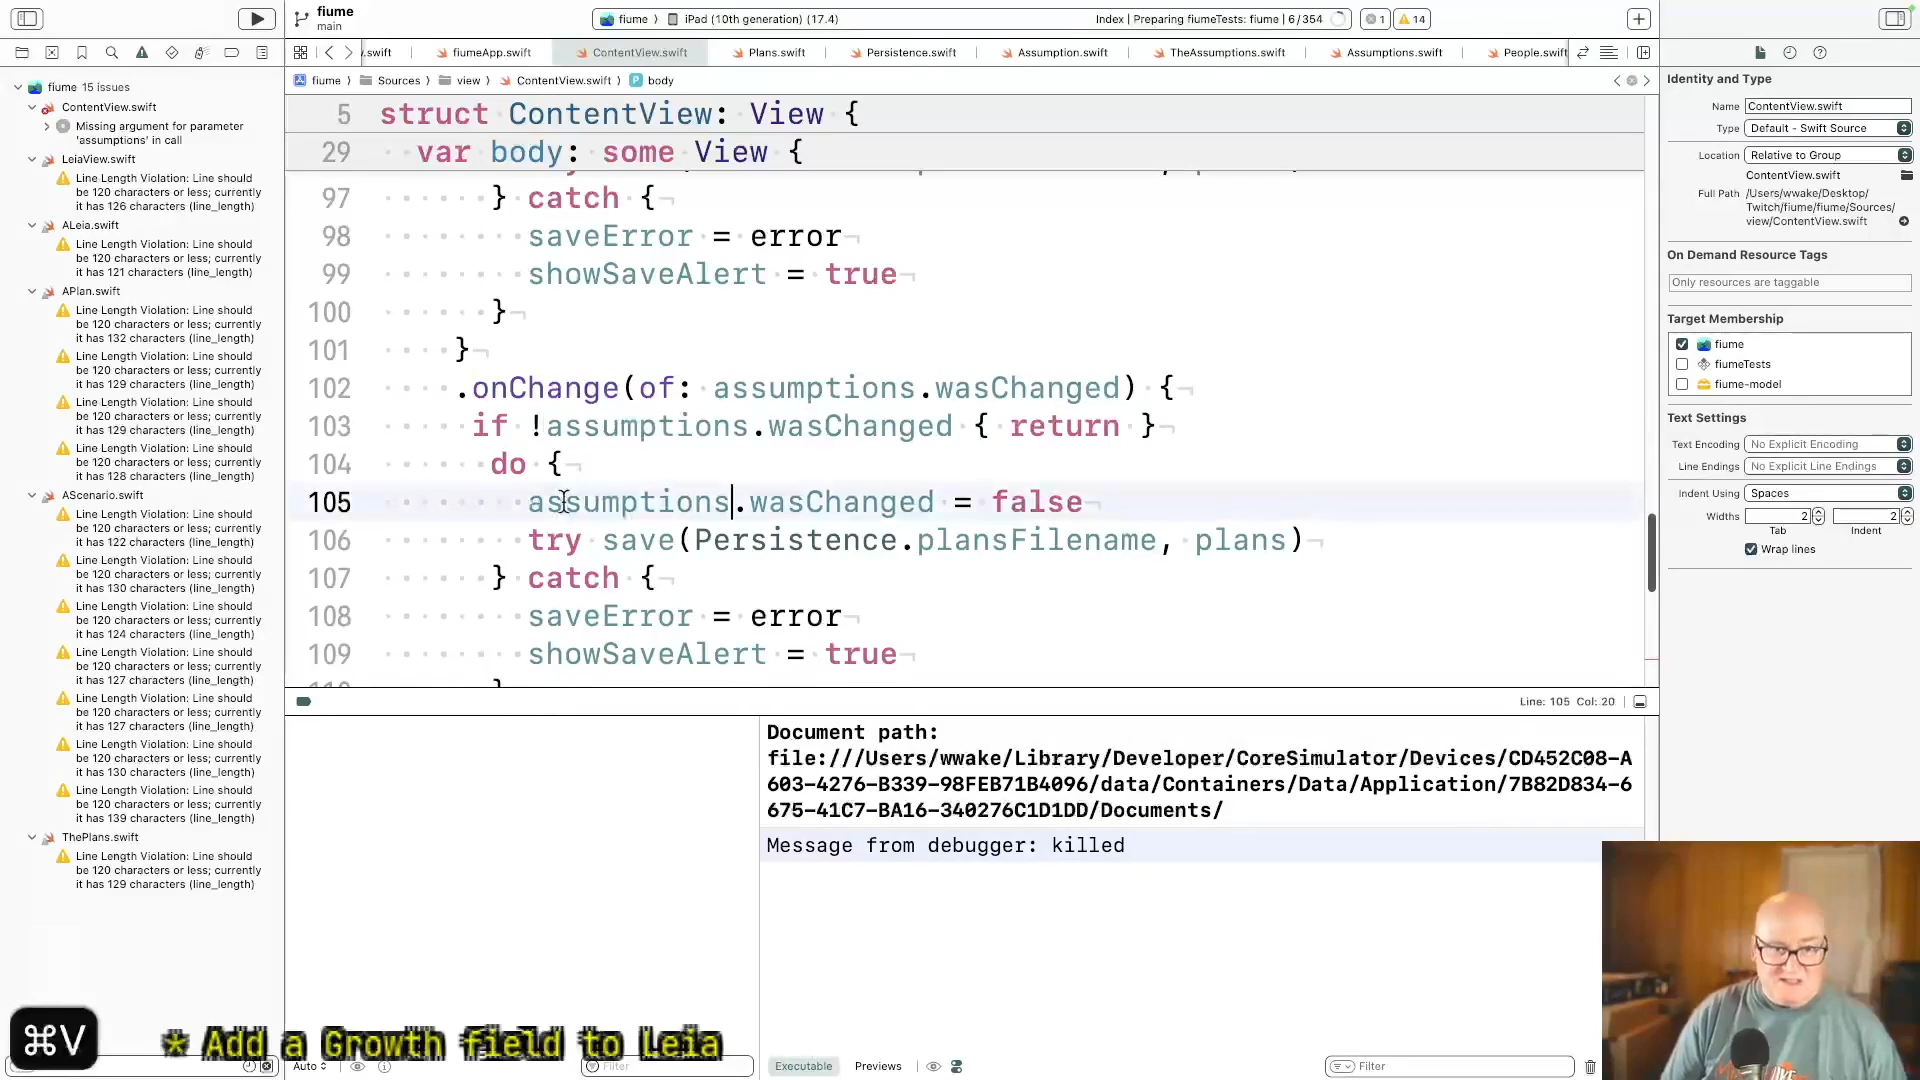 fiume
main
fiume
iPad (10th generation) (17.4)
Index | Preparing fiumeTests: fiume | 6/354
1
14
.swift
fiumeApp.swift
ContentView.swift
Plans.swift
Persistence.swift
Assumption.swift
TheAssumptions.swift
Assumptions.swift
People.swift
fiume
Sources
view
ContentView.swift
body
fiume 15 issues
ContentView.swift
Missing argument for parameter
'assumptions' in call
LeiaView.swift
Line Length Violation: Line should
be 120 characters or less; currently
it has 126 characters (line_length)
ALeia.swift
Line Length Violation: Line should
be 120 characters or less; currently
it has 121 characters (line_length)
APlan.swift
Line Length Violation: Line should
be 120 characters or less; currently
it has 132 characters (line_length)
Line Length Violation: Line should
be 120 characters or less; currently
it has 129 characters (line_length)
Line Length Violation: Line should
be 120 characters or less; currently
it has 129 characters (line_length)
Line Length Violation: Line should
be 120 characters or less; currently
it has 128 characters (line_length)
AScenario.swift
Line Length Violation: Line should
be 120 characters or less; currently
it has 122 characters (line_length)
Line Length Violation: Line should
be 120 characters or less; currently
it has 130 characters (line_length)
Line Length Violation: Line should
be 120 characters or less; currently
it has 124 characters (line_length)
Line Length Violation: Line should
be 120 characters or less; currently
it has 127 characters (line_length)
Line Length Violation: Line should
be 120 characters or less; currently
it has 127 characters (line_length)
Line Length Violation: Line should
be 120 characters or less; currently
it has 130 characters (line_length)
Line Length Violation: Line should
be 120 characters or less; currently
it has 139 characters (line_length)
ThePlans.swift
Line Length Violation: Line should
be 120 characters or less; currently
it has 129 characters (line_length)
5 struct ContentView: View {
29 var body: some View {
97 } catch {
98 saveError = error
99 showSaveAlert = true
100 }
101 }
102 .onChange(of: assumptions.wasChanged) {
103 if !assumptions.wasChanged { return }
104 do {
105 assumptions.wasChanged = false
106 try save(Persistence.plansFilename, plans)
107 } catch {
108 saveError = error
109 showSaveAlert = true
Line: 105 Col: 20
Document path:
file:///Users/wwake/Library/Developer/CoreSimulator/Devices/CD452C08-A
603-4276-B339-98FEB71B4096/data/Containers/Data/Application/7B82D834-6
675-41C7-BA16-340276C1D1DD/Documents/
Message from debugger: killed
⌘V
* Add a Growth field to Leia
Auto
Filter
Executable
Previews
Filter
Identity and Type
Name ContentView.swift
Type Default - Swift Source
Location Relative to Group
ContentView.swift
Full Path /Users/wwake/Desktop/
Twitch/fiume/fiume/Sources/
view/ContentView.swift
On Demand Resource Tags
Only resources are taggable
Target Membership
fiume
fiumeTests
fiume-model
Text Settings
Text Encoding No Explicit Encoding
Line Endings No Explicit Line Endings
Indent Using Spaces
Widths 2 2
Tab Indent
Wrap lines